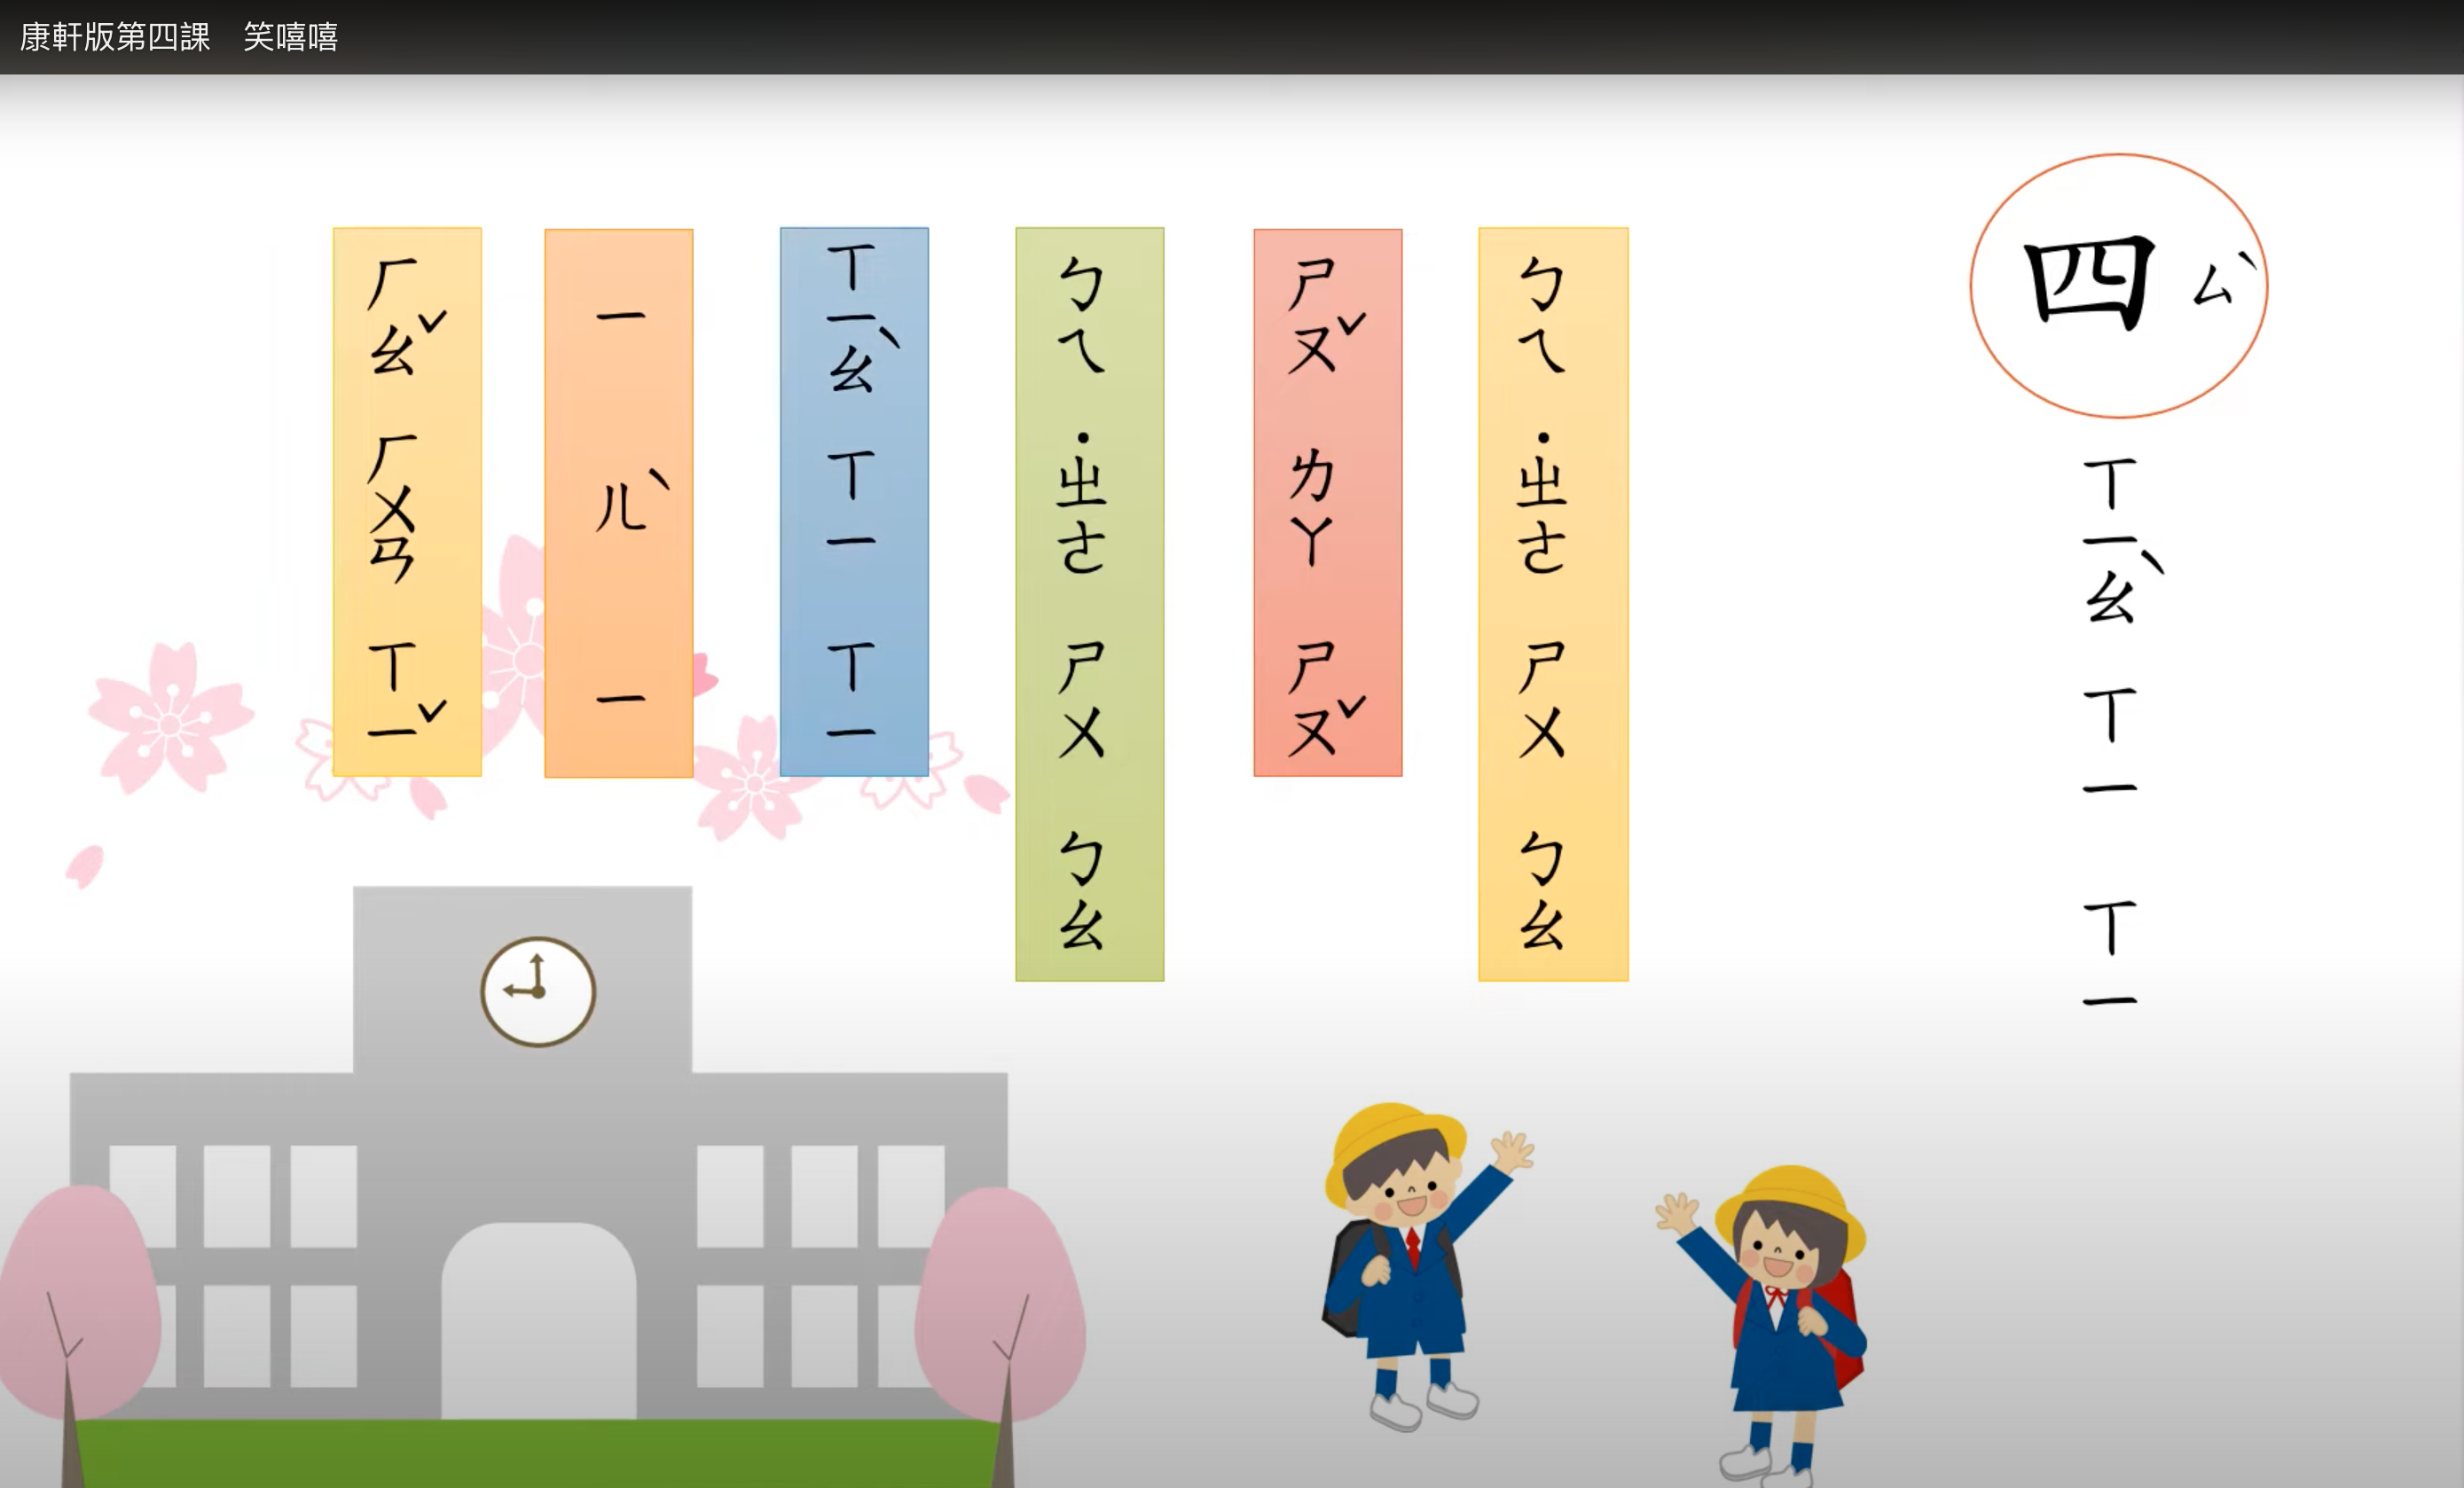 康軒版第四課　笑嘻嘻
四 ㄙˋ
ㄒㄧㄠˋ ㄒㄧ ㄒㄧ
ㄅㄟ ˙ㄓㄜ ㄕㄨ ㄅㄠ
ㄕㄡˇ ㄌㄚ ㄕㄡˇ
ㄅㄟ ˙ㄓㄜ ㄕㄨ ㄅㄠ
ㄒㄧㄠˋ ㄒㄧ ㄒㄧ
ㄧ ㄦˋ ㄧ
ㄏㄠˇ ㄏㄨㄢ ㄒㄧˇ